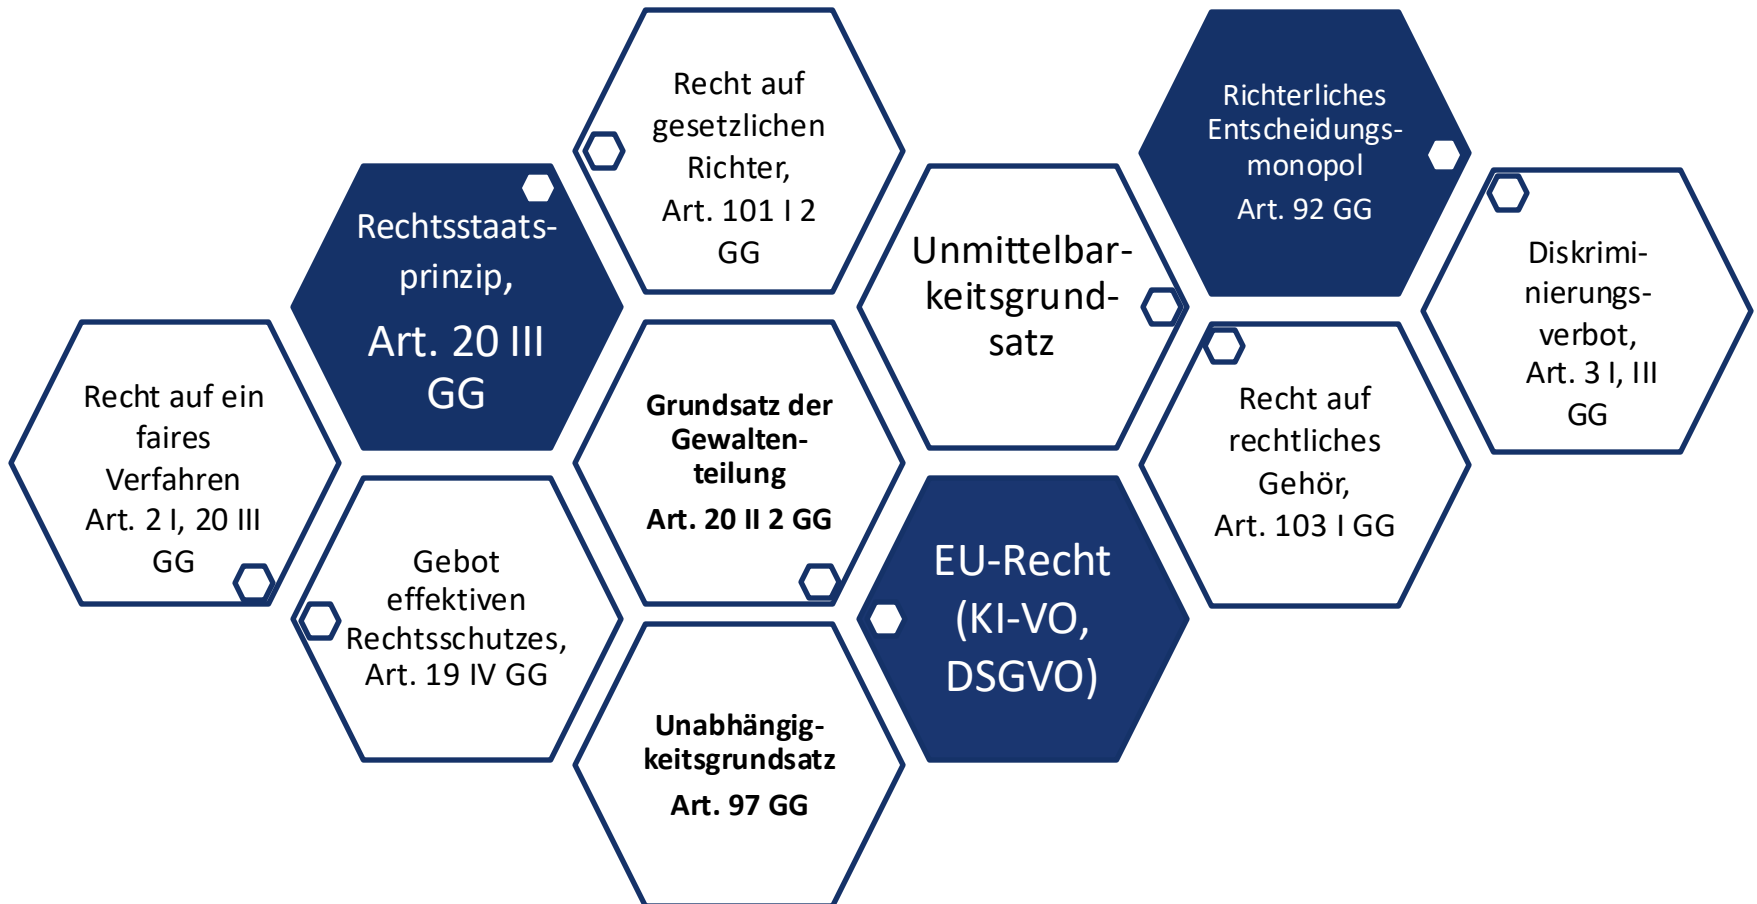 Recht auf
gesetzlichen
Richter,
Art. 101 I 2
GG
Richterliches
Entscheidungs-
monopol
Art. 92 GG
Rechtsstaats-
prinzip,
Art. 20 III
GG
Unmittelbar-
keitsgrund-
satz
Diskrimi-
nierungs-
verbot,
Art. 3 I, III
GG
Recht auf ein
faires
Verfahren
Art. 2 I, 20 III
GG
Grundsatz der
Gewalten-
teilung
Art. 20 II 2 GG
Recht auf
rechtliches
Gehör,
Art. 103 I GG
Gebot
effektiven
Rechtsschutzes,
Art. 19 IV GG
EU-Recht
(KI-VO,
DSGVO)
Unabhängig-
keitsgrundsatz
Art. 97 GG